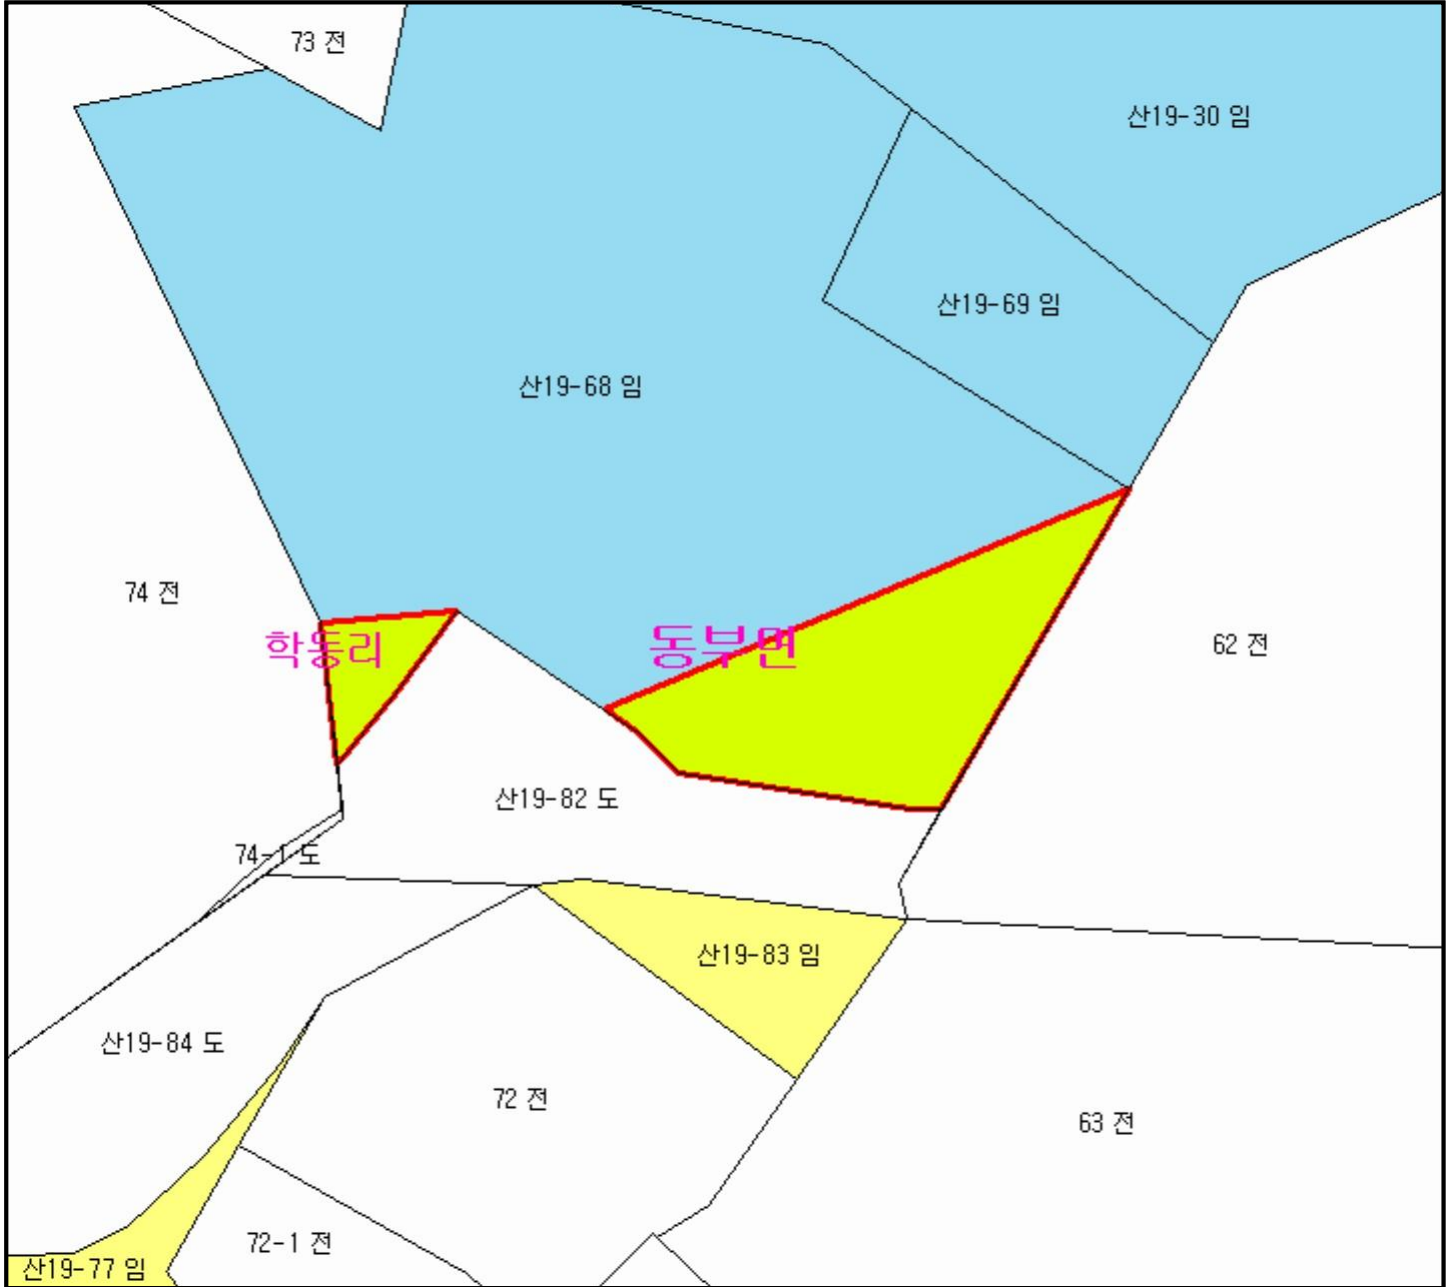 73 전
산19-30 임
산19-69 임
산19-68 임
74 전
학동리
동부면
62 전
산19-82 도
74-1 도
산19-83 임
산19-84 도
72 전
63 전
72-1 전
산19-77 임